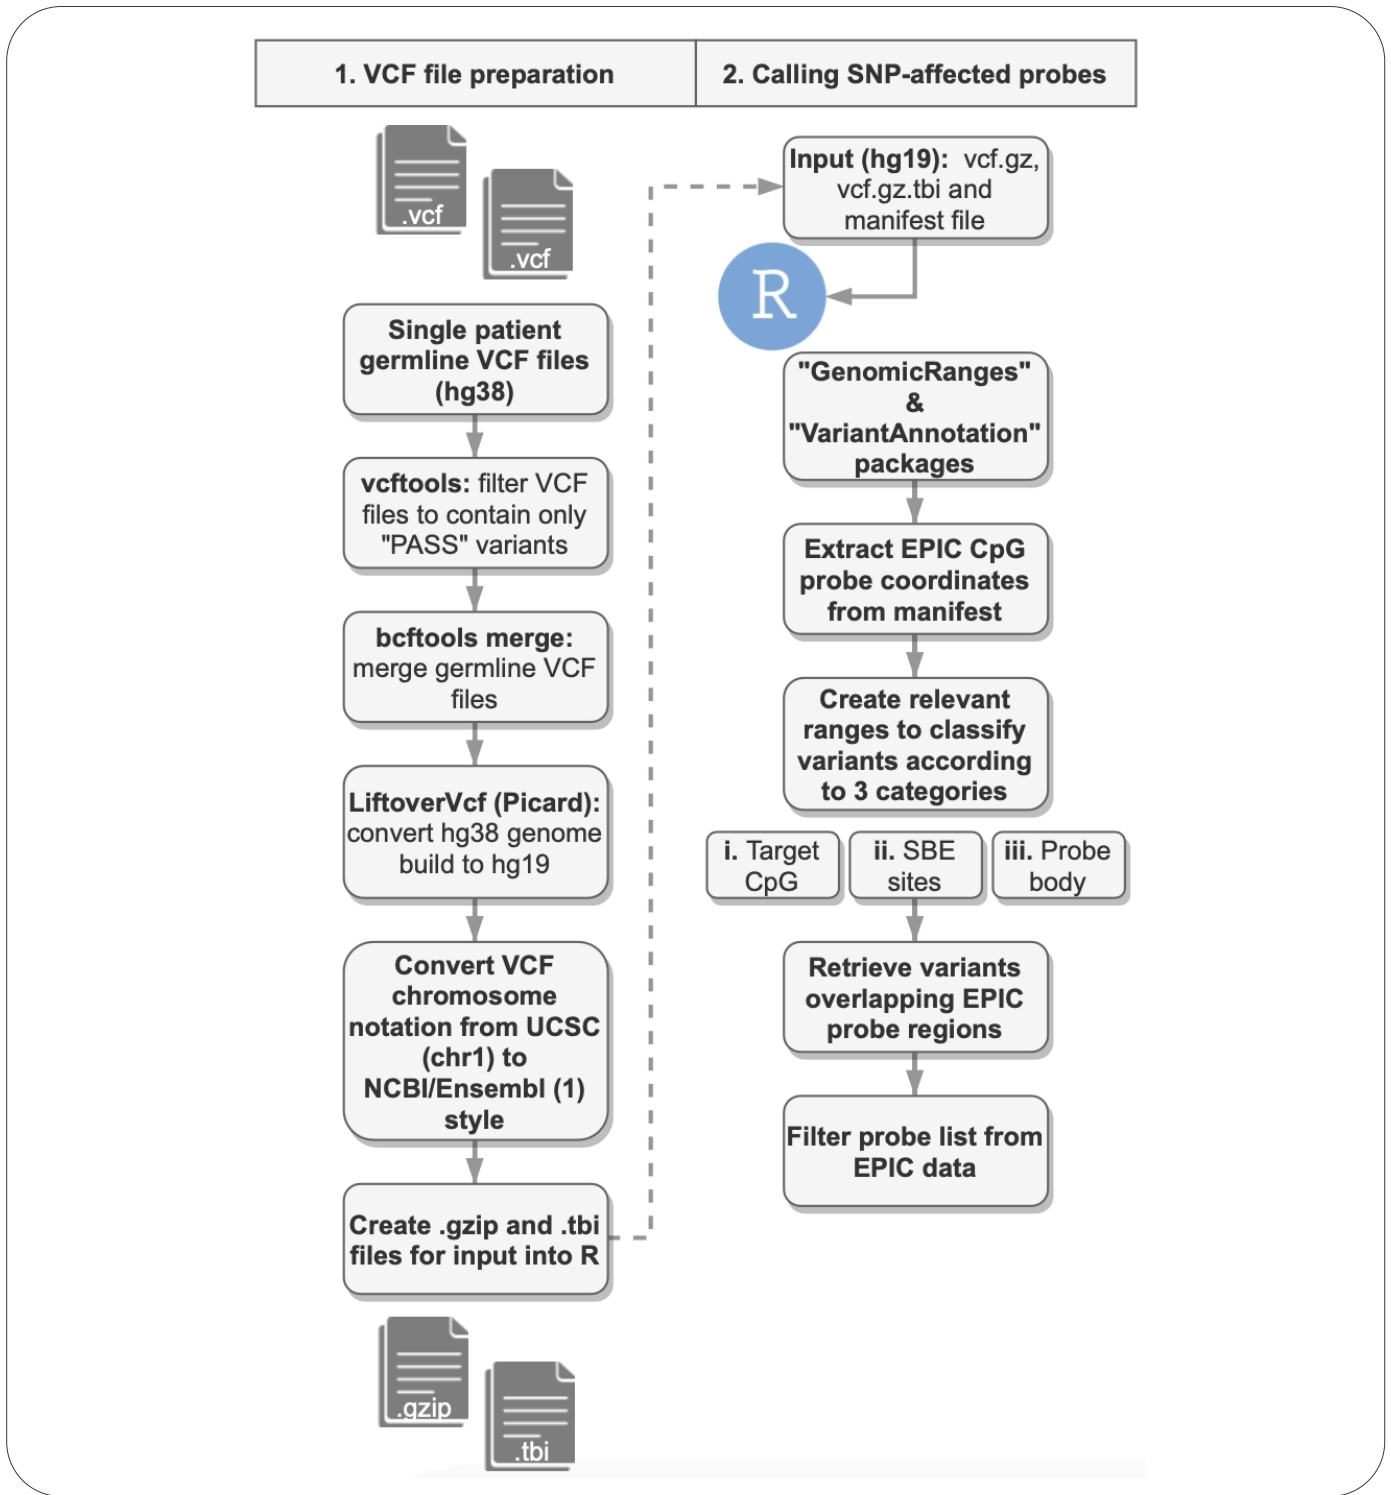 1. VCF file preparation
2. Calling SNP-affected probes
.vcf
.vcf
Single patient
germline VCF files
(hg38)
vcftools: filter VCF
files to contain only
"PASS" variants
bcftools merge:
merge germline VCF
files
LiftoverVcf (Picard):
convert hg38 genome
build to hg19
Convert VCF
chromosome
notation from UCSC
(chr1) to
NCBI/Ensembl (1)
style
Create .gzip and .tbi
files for input into R
.gzip
.tbi
Input (hg19): vcf.gz,
vcf.gz.tbi and
manifest file
R
"GenomicRanges"
&
"VariantAnnotation"
packages
Extract EPIC CpG
probe coordinates
from manifest
Create relevant
ranges to classify
variants according
to 3 categories
i. Target
CpG
ii. SBE
sites
iii. Probe
body
Retrieve variants
overlapping EPIC
probe regions
Filter probe list from
EPIC data